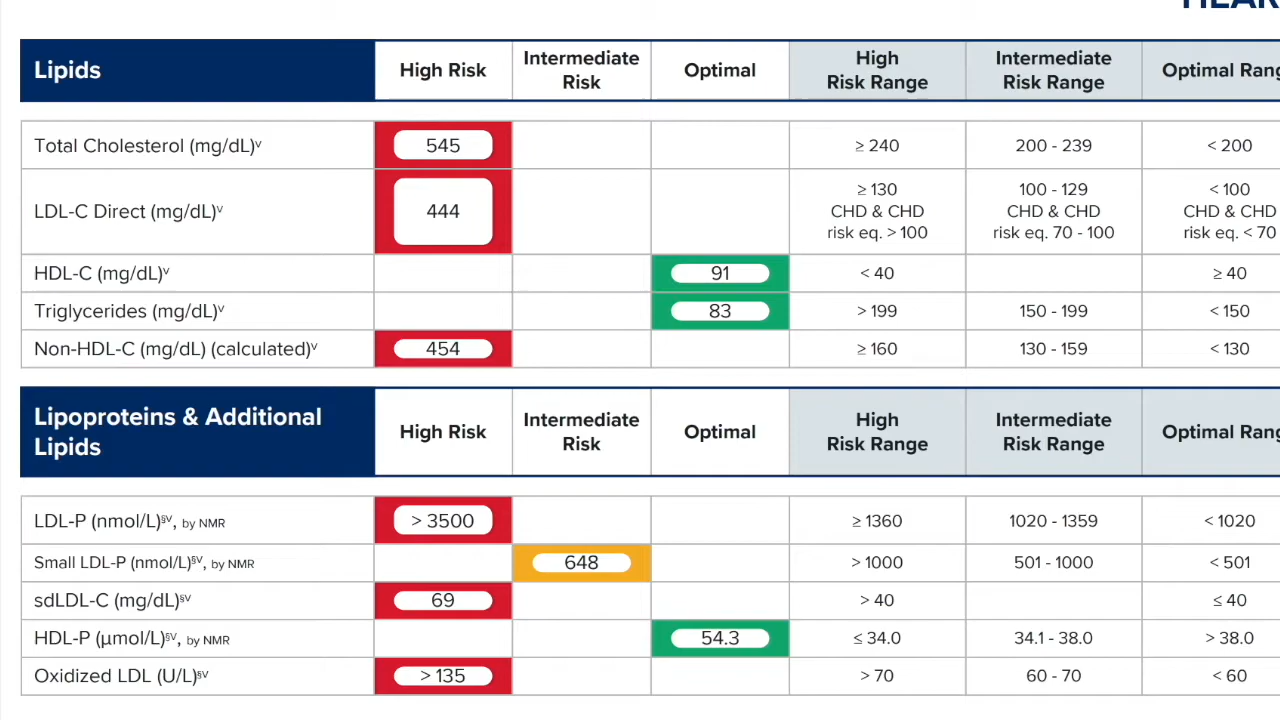 HEAR
Lipids High Risk Intermediate Risk Optimal High Risk Range Intermediate Risk Range Optimal Rang
Total Cholesterol (mg/dL)ᵛ 545 ≥ 240 200 - 239 < 200
LDL-C Direct (mg/dL)ᵛ 444 ≥ 130 CHD & CHD risk eq. > 100 100 - 129 CHD & CHD risk eq. 70 - 100 < 100 CHD & CHD risk eq. < 70
HDL-C (mg/dL)ᵛ 91 < 40 ≥ 40
Triglycerides (mg/dL)ᵛ 83 > 199 150 - 199 < 150
Non-HDL-C (mg/dL) (calculated)ᵛ 454 ≥ 160 130 - 159 < 130
Lipoproteins & Additional Lipids High Risk Intermediate Risk Optimal High Risk Range Intermediate Risk Range Optimal Rang
LDL-P (nmol/L)§ᵛ, by NMR > 3500 ≥ 1360 1020 - 1359 < 1020
Small LDL-P (nmol/L)§ᵛ, by NMR 648 > 1000 501 - 1000 < 501
sdLDL-C (mg/dL)§ᵛ 69 > 40 ≤ 40
HDL-P (µmol/L)§ᵛ, by NMR 54.3 ≤ 34.0 34.1 - 38.0 > 38.0
Oxidized LDL (U/L)§ᵛ > 135 > 70 60 - 70 < 60